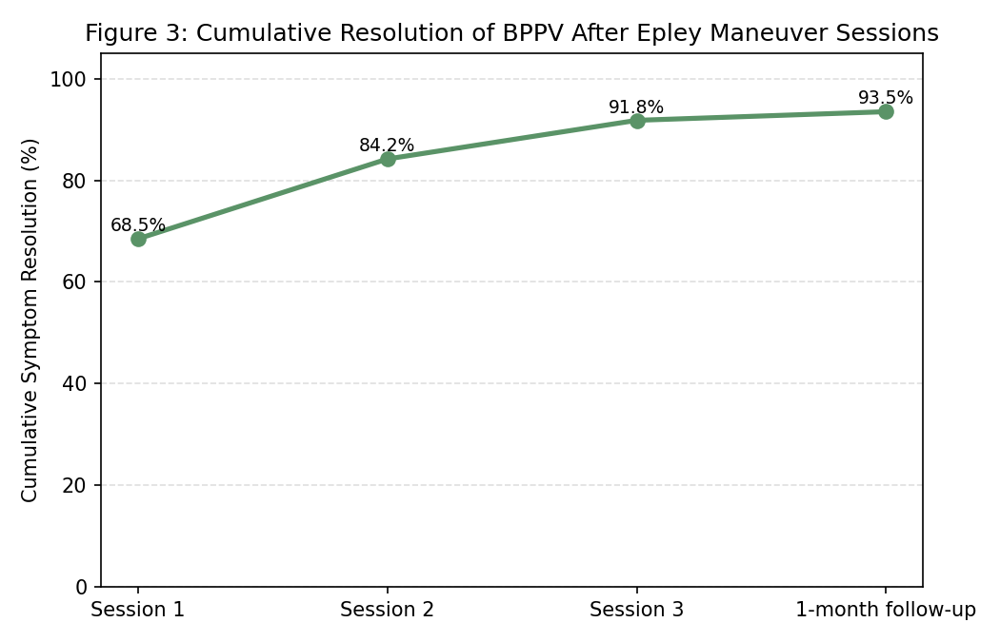 Figure 3: Cumulative Resolution of BPPV After Epley Maneuver Sessions
Cumulative Symptom Resolution (%)
100
80
60
40
20
0
68.5%
84.2%
91.8%
93.5%
Session 1
Session 2
Session 3
1-month follow-up